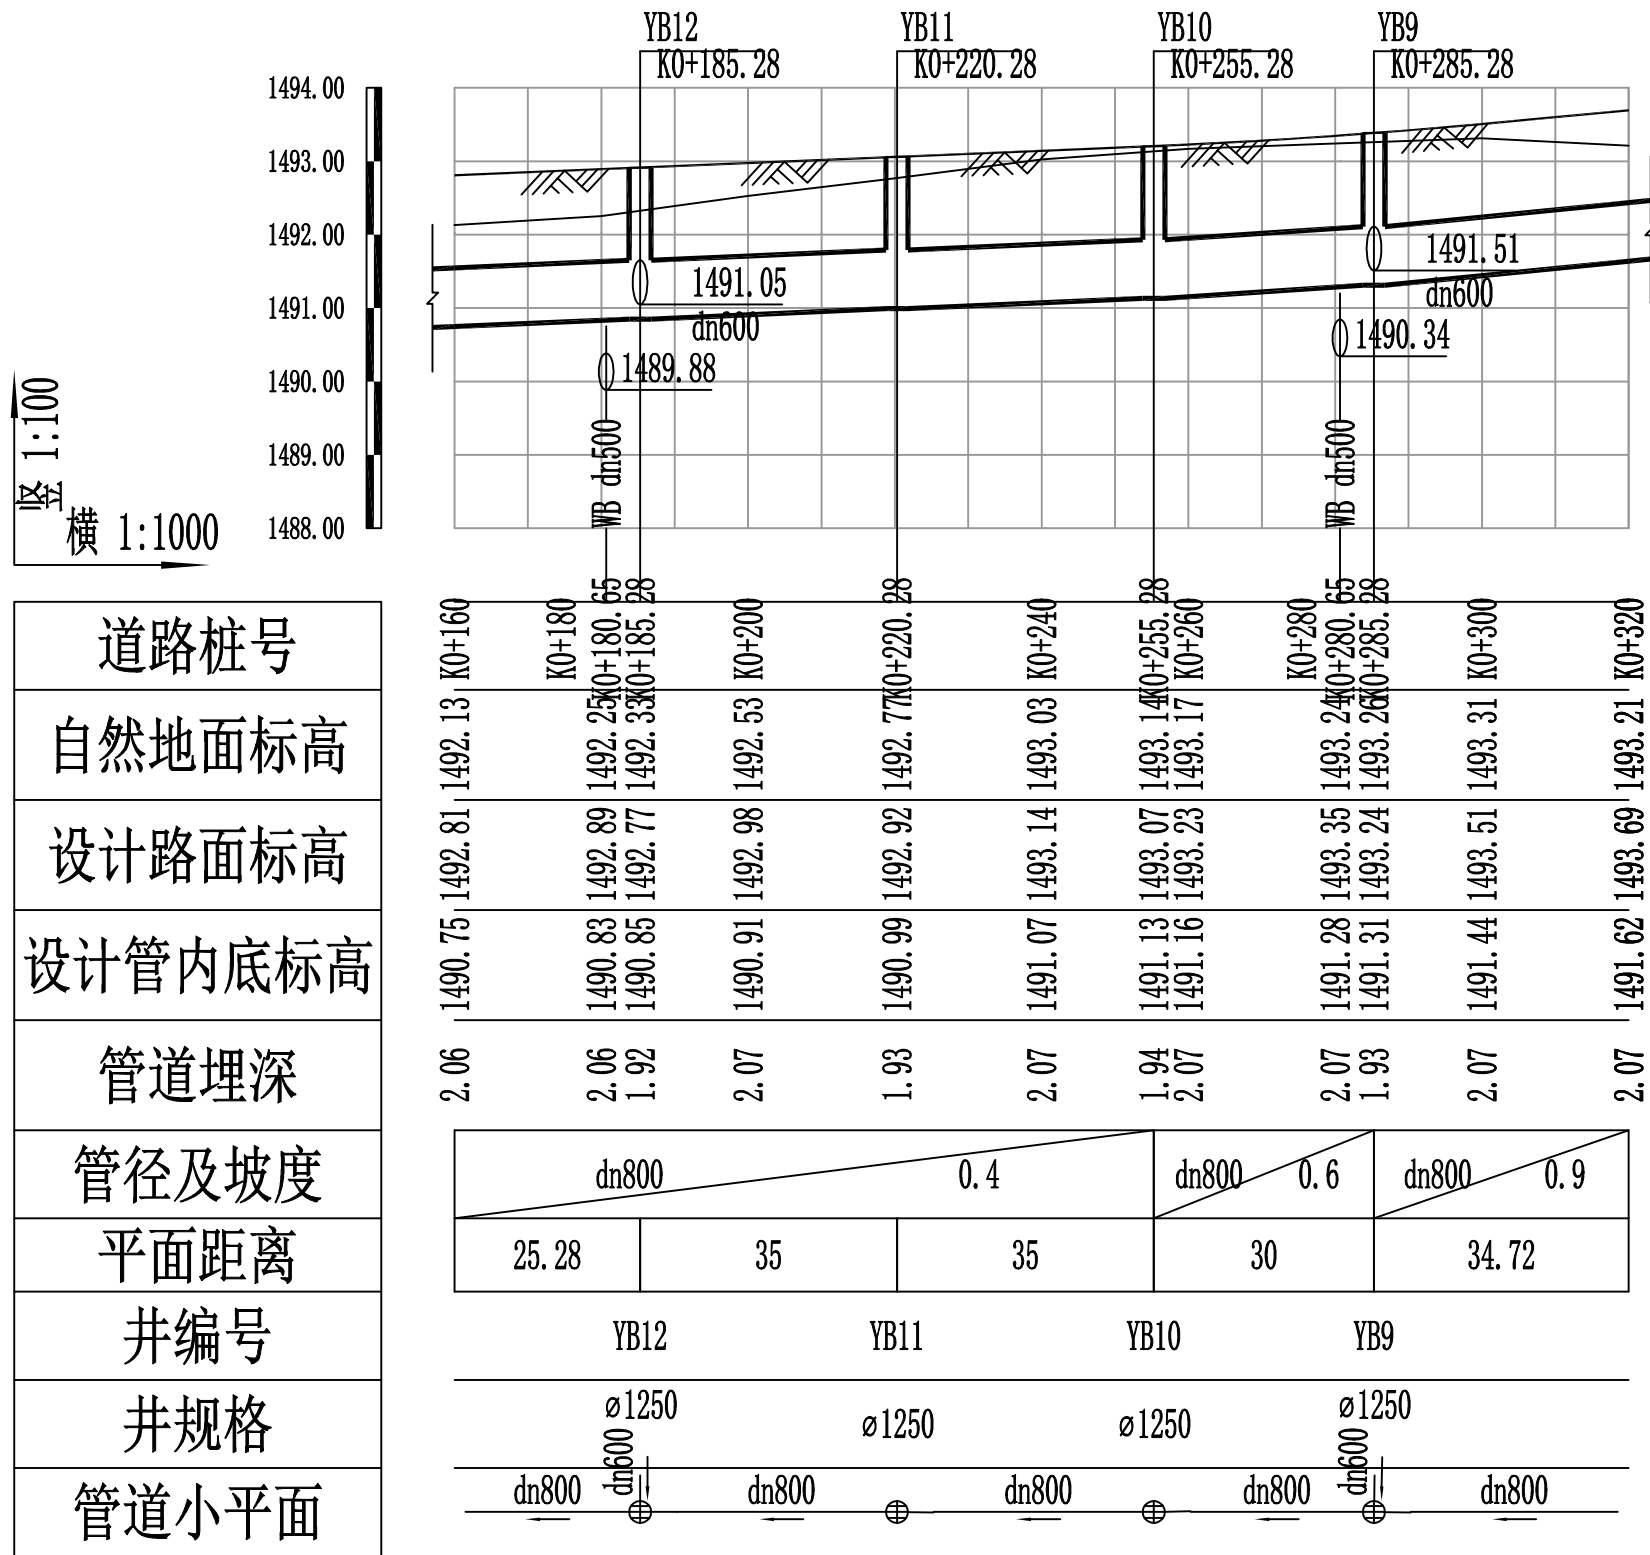 YB12
YB11
YB10
YB9
K0+185.28
K0+220.28
K0+255.28
K0+285.28
1494.00
1493.00
1492.00
1491.00
1490.00
1489.00
1488.00
1491.05
dn600
1489.88
WB dn500
1491.51
dn600
1490.34
WB dn500
竖 1:100
横 1:1000
道路桩号
K0+160
K0+180
K0+180.65
K0+185.28
K0+200
K0+220.28
K0+240
K0+255.28
K0+260
K0+280
K0+280.65
K0+285.28
K0+300
K0+320
自然地面标高
1492.13
1492.25
1492.33
1492.53
1492.77
1493.03
1493.14
1493.17
1493.24
1493.26
1493.31
1493.21
设计路面标高
1492.81
1492.89
1492.77
1492.98
1492.92
1493.14
1493.07
1493.23
1493.35
1493.24
1493.51
1493.69
设计管内底标高
1490.75
1490.83
1490.85
1490.91
1490.99
1491.07
1491.13
1491.16
1491.28
1491.31
1491.44
1491.62
管道埋深
2.06
2.06
1.92
2.07
1.93
2.07
1.94
2.07
2.07
1.93
2.07
2.07
管径及坡度
dn800
0.4
dn800
0.6
dn800
0.9
平面距离
25.28
35
35
30
34.72
井编号
YB12
YB11
YB10
YB9
井规格
⌀1250
⌀1250
⌀1250
⌀1250
管道小平面
dn800
dn600
dn800
dn800
dn800
dn600
dn800